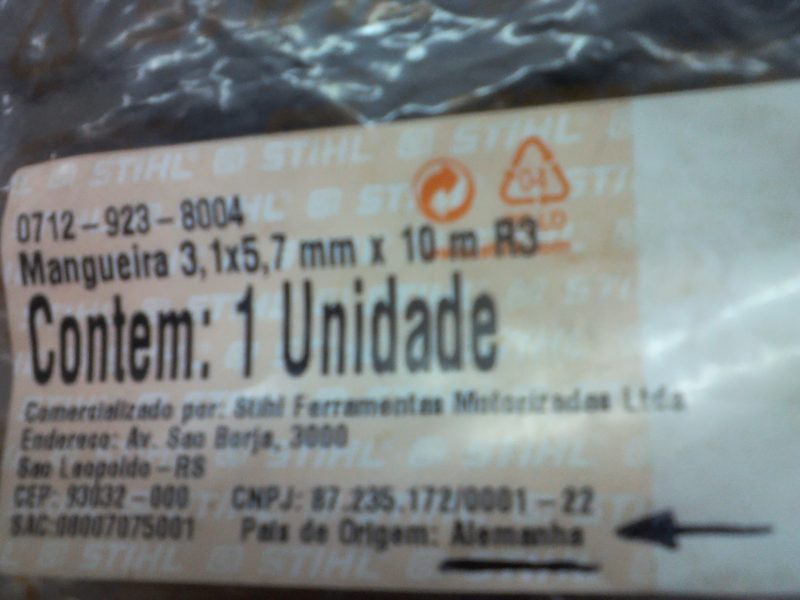 0712-923-8004
Mangueira 3,1x5,7 mm x 10 m R3
Contem: 1 Unidade
Comercializado por: Stihl Ferramentas Motorizadas Ltda
Endereco: Av. Sao Borja, 3000
Sao Leopoldo - RS
CEP: 93032-000 CNPJ: 87.235.172/0001-22
SAC:08007075001 Pais de Origem: Alemanha